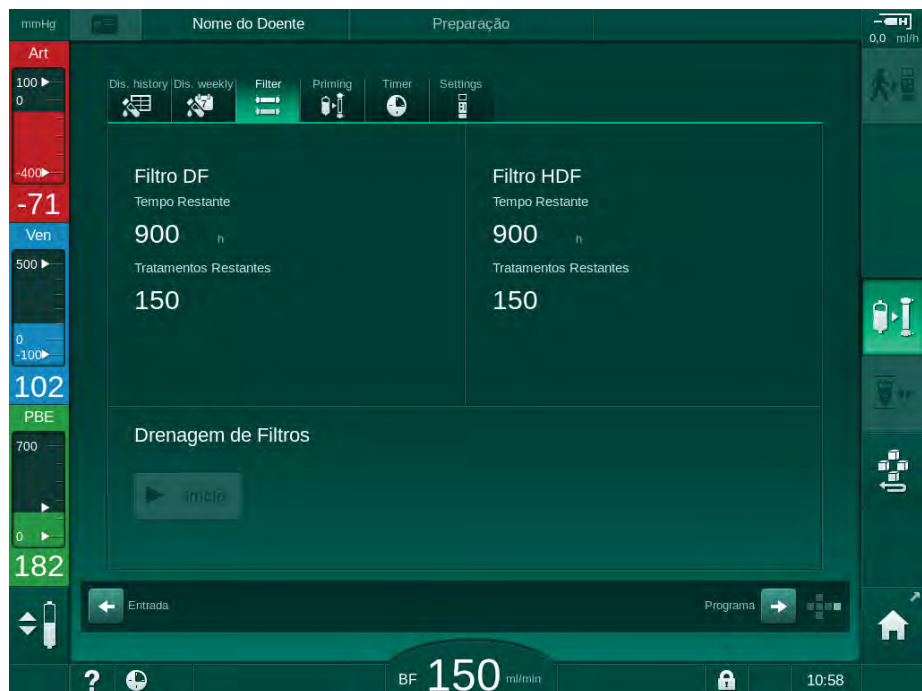 mmHg
Nome do Doente
Preparação
0,0 ml/h
Art
100
0
-400
-71
Ven
500
0
-100
102
PBE
700
0
182
Dis. history
Dis. weekly
Filter
Priming
Timer
Settings
7
Filtro DF
Tempo Restante
900 h
Tratamentos Restantes
150
Filtro HDF
Tempo Restante
900 h
Tratamentos Restantes
150
Drenagem de Filtros
Início
Entrada
Programa
?
BF 150 ml/min
10:58